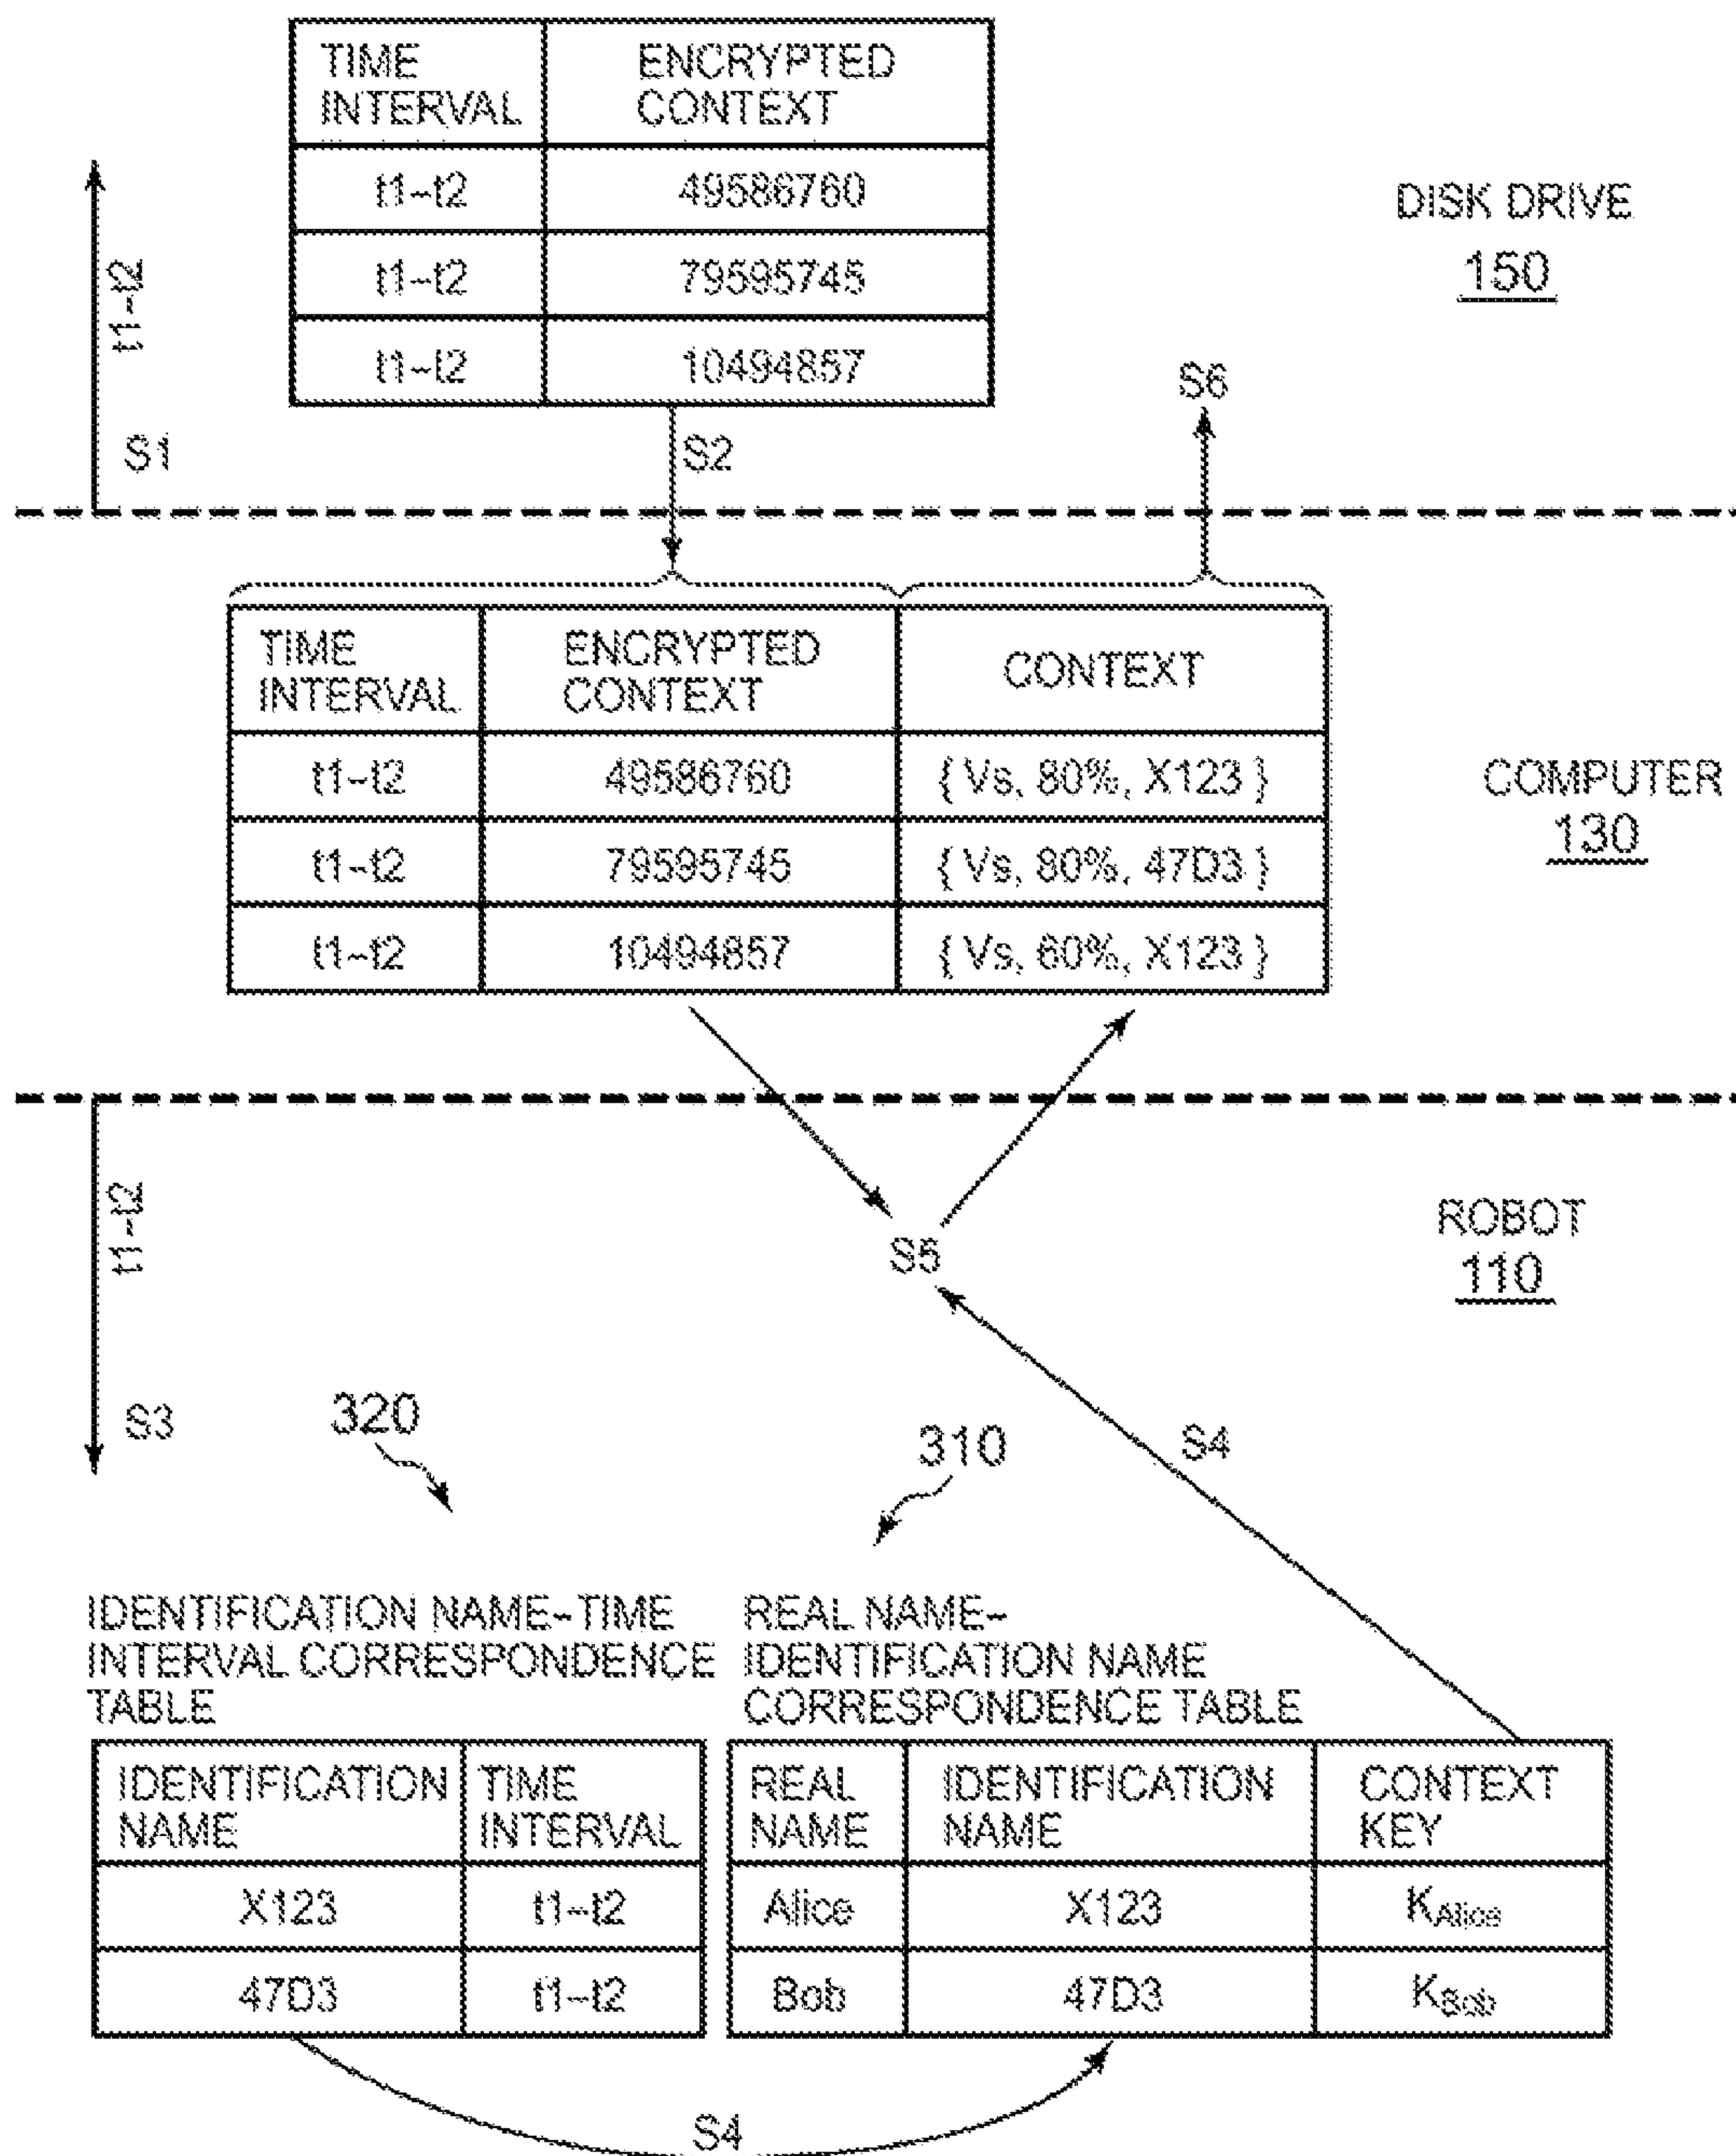 TIME INTERVAL ENCRYPTED CONTEXT
t1~t2 49586760
t1~t2 79595745
t1~t2 10494857
DISK DRIVE
150
t1~t2
S1
S2
S6
TIME INTERVAL ENCRYPTED CONTEXT CONTEXT
t1~t2 49586760 { Vs, 80%, X123 }
t1~t2 79595745 { Vs, 80%, 47D3 }
t1~t2 10494857 { Vs, 60%, X123 }
COMPUTER
130
t1~t2
S3
S5
ROBOT
110
320
310
S4
IDENTIFICATION NAME~TIME
INTERVAL CORRESPONDENCE
TABLE
REAL NAME~
IDENTIFICATION NAME
CORRESPONDENCE TABLE
IDENTIFICATION NAME TIME INTERVAL
X123 t1~t2
47D3 t1~t2
REAL NAME IDENTIFICATION NAME CONTEXT KEY
Alice X123 KAlice
Bob 47D3 KBob
S4